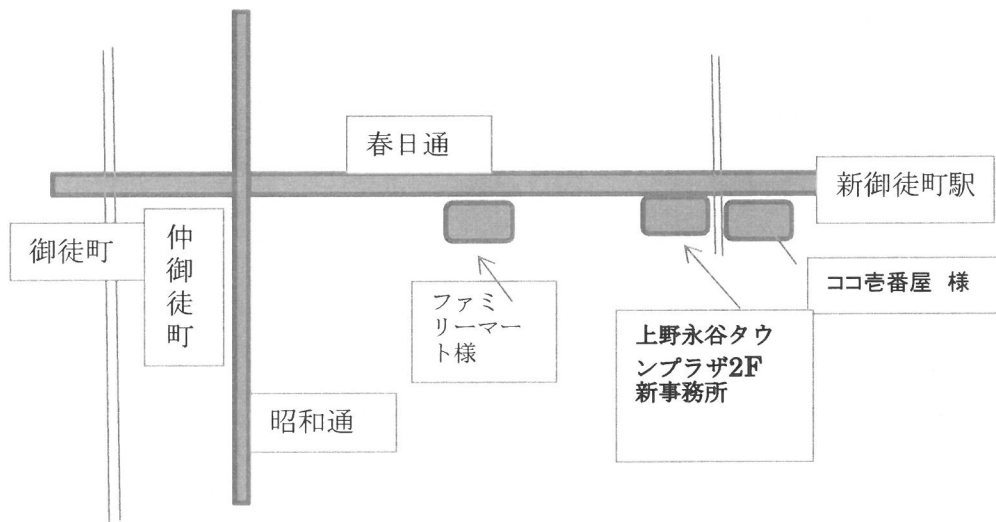 春日通
新御徒町駅
御徒町
仲
御
徒
町
ココ壱番屋 様
ファミ
リーマー
ト様
上野永谷タウ
ンプラザ2F
新事務所
昭和通